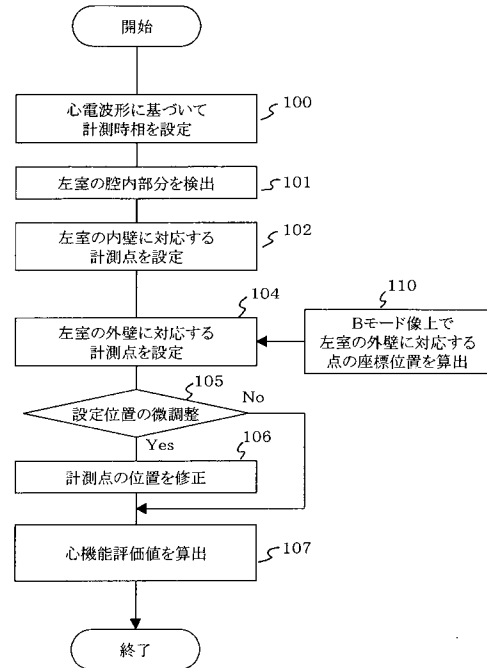 開始
100
心電波形に基づいて
計測時相を設定
101
左室の腔内部分を検出
102
左室の内壁に対応する
計測点を設定
104
左室の外壁に対応する
計測点を設定
110
Bモード像上で
左室の外壁に対応する
点の座標位置を算出
105
設定位置の微調整
No
Yes
106
計測点の位置を修正
107
心機能評価値を算出
終了